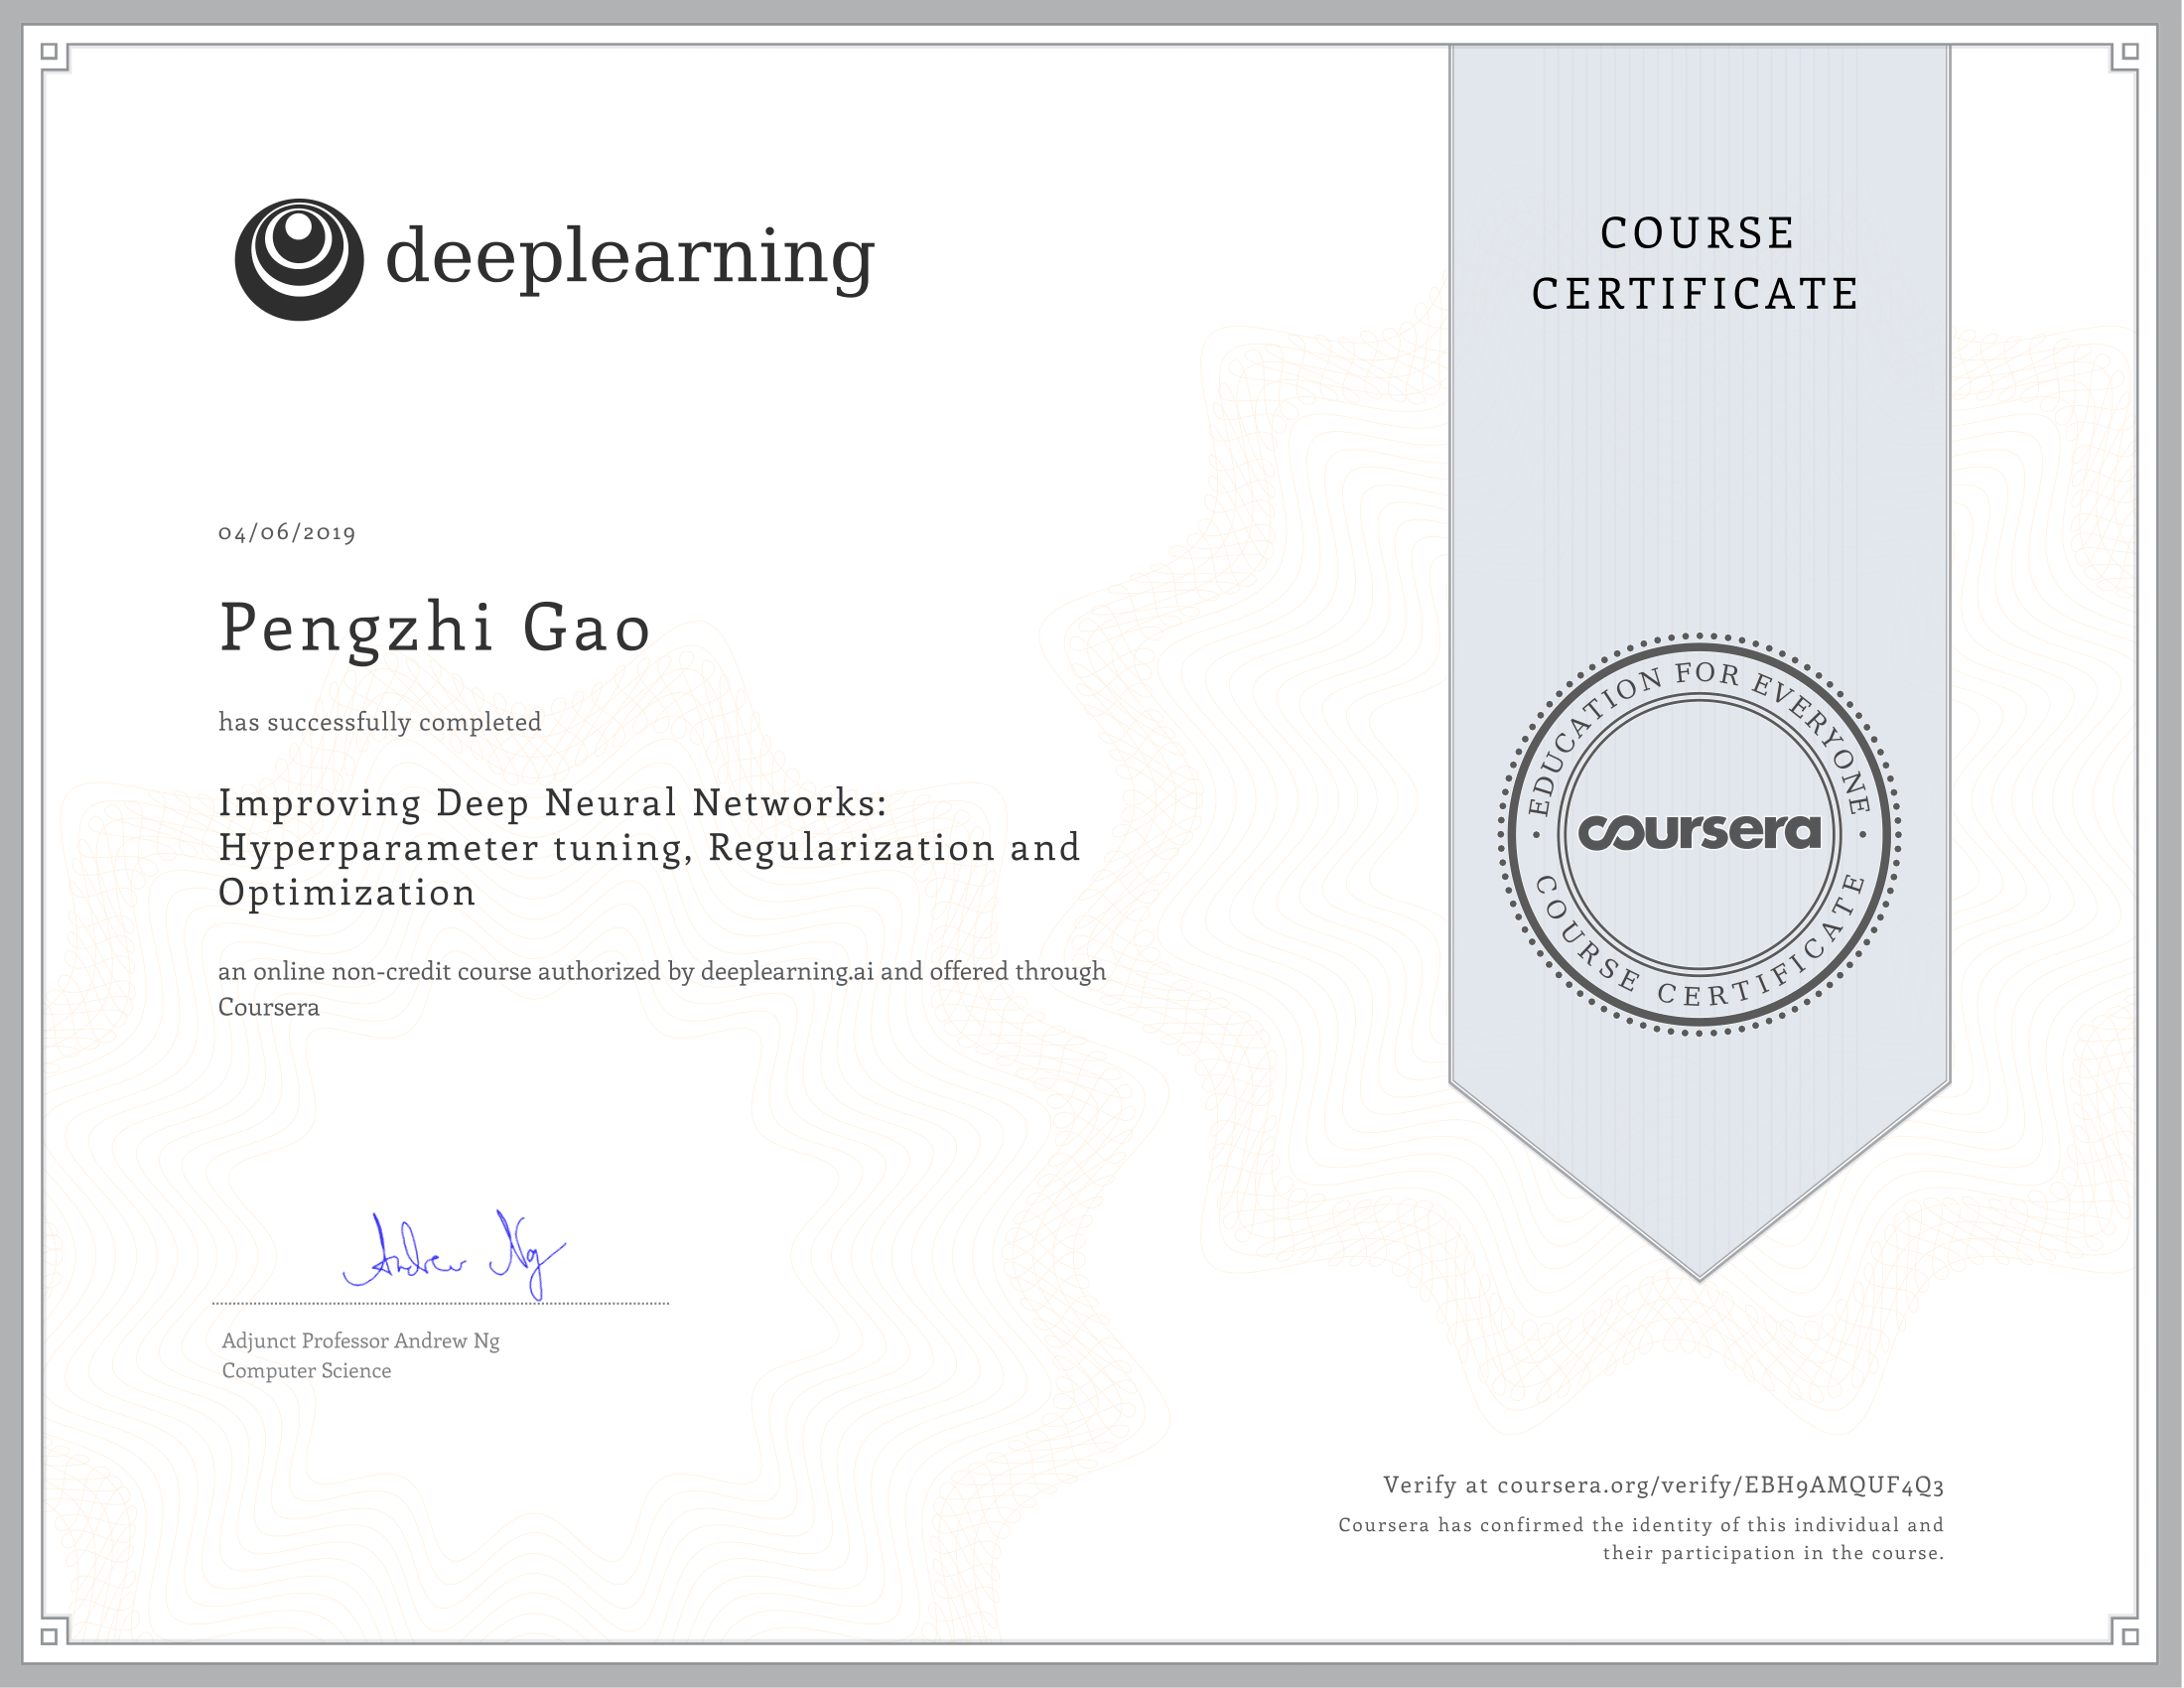 deeplearning
COURSE
CERTIFICATE
04/06/2019
Pengzhi Gao
has successfully completed
Improving Deep Neural Networks:
Hyperparameter tuning, Regularization and
Optimization
an online non-credit course authorized by deeplearning.ai and offered through
Coursera
EDUCATION FOR EVERYONE
coursera
COURSE CERTIFICATE
Andrew Ng
Adjunct Professor Andrew Ng
Computer Science
Verify at coursera.org/verify/EBH9AMQUF4Q3
Coursera has confirmed the identity of this individual and
their participation in the course.